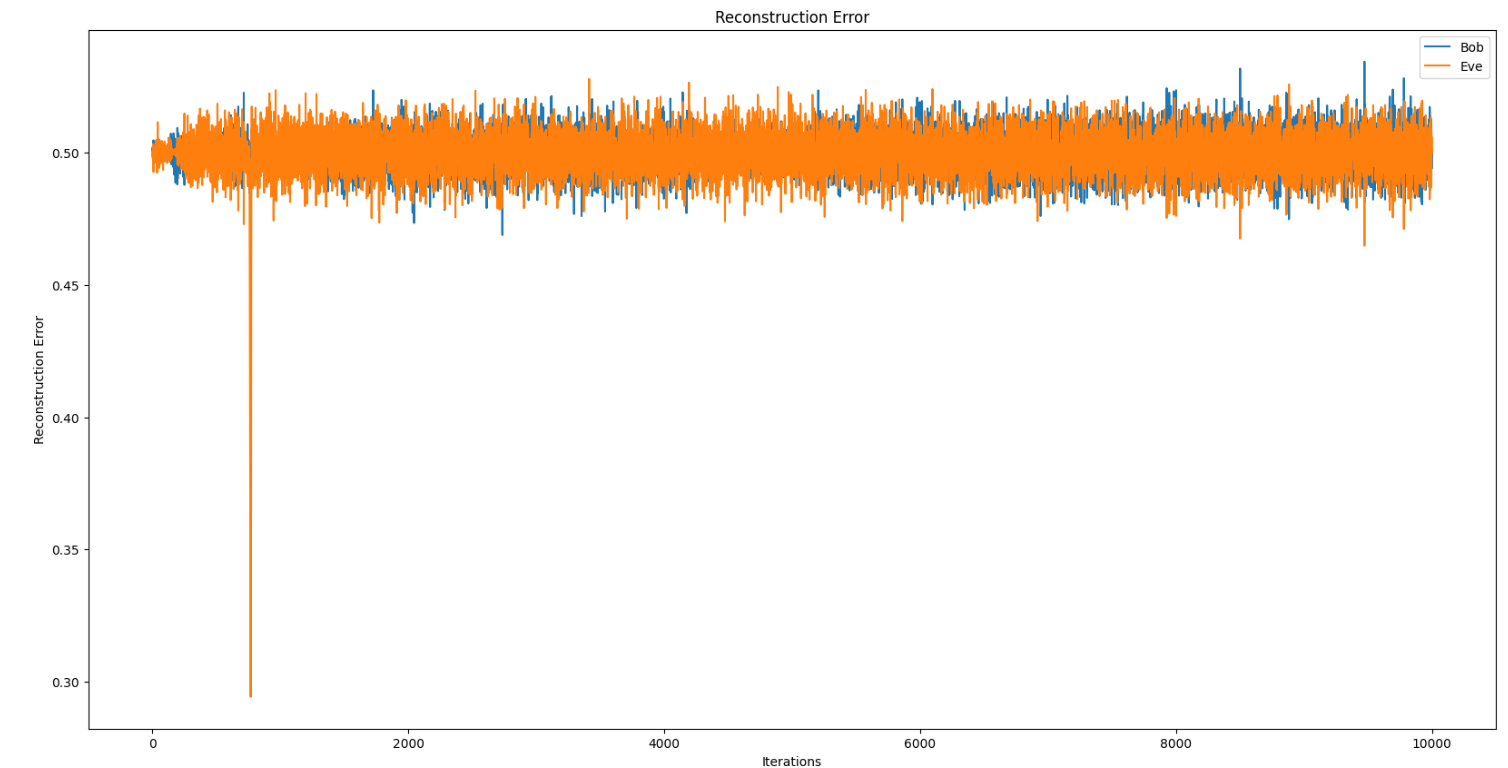 Reconstruction Error
Bob
Eve
Reconstruction Error
0.50
0.45
0.40
0.35
0.30
0
2000
4000
6000
8000
10000
Iterations